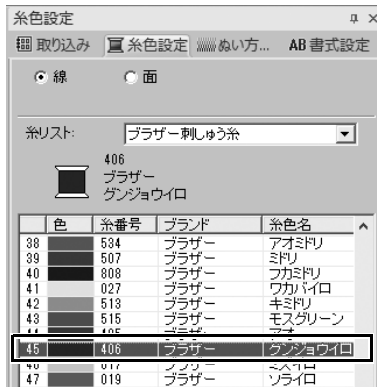 糸色設定
取り込み 糸色設定 ぬい方... AB 書式設定
線 面
糸リスト: ブラザー刺しゅう糸
406
ブラザー
グンジョウイロ
色 糸番号 ブランド 糸色名
38 534 ブラザー アオミドリ
39 507 ブラザー ミドリ
40 808 ブラザー フカミドリ
41 027 ブラザー ワカバイロ
42 513 ブラザー キミドリ
43 515 ブラザー モスグリーン
45 406 ブラザー グンジョウイロ
47 019 ブラザー ソライロ